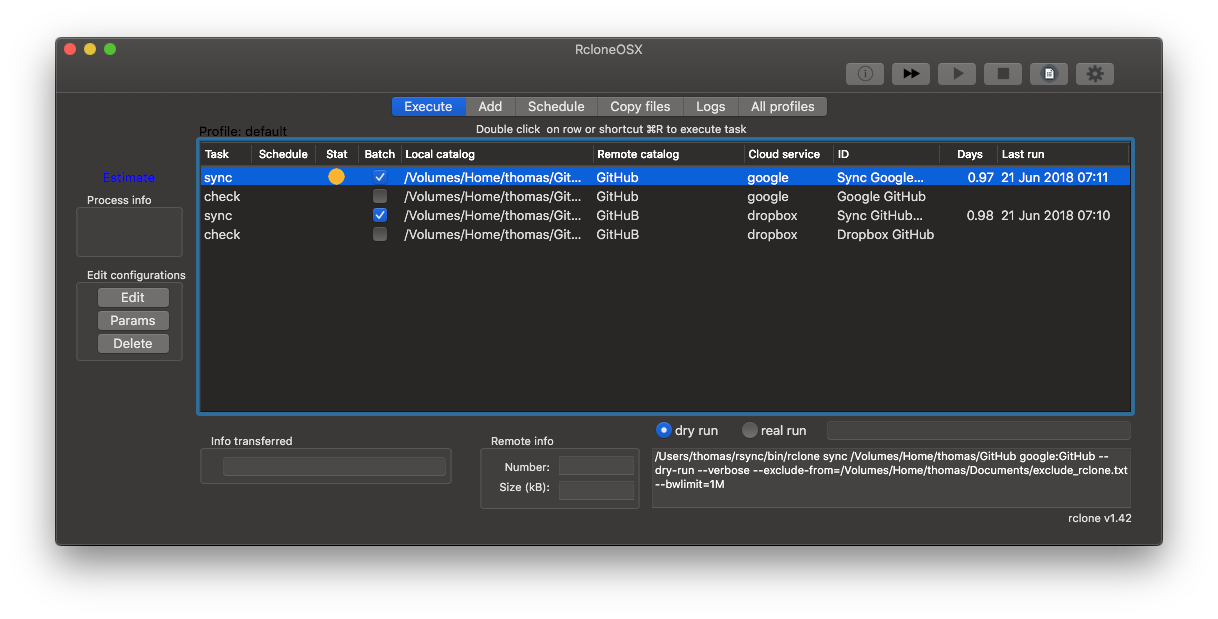 RcloneOSX
Execute Add Schedule Copy files Logs All profiles
Profile: default
Double click on row or shortcut ⌘R to execute task
Task Schedule Stat Batch Local catalog Remote catalog Cloud service ID Days Last run
sync /Volumes/Home/thomas/Git... GitHub google Sync Google... 0.97 21 Jun 2018 07:11
check /Volumes/Home/thomas/Git... GitHub google Google GitHub
sync /Volumes/Home/thomas/Git... GitHuB dropbox Sync GitHub... 0.98 21 Jun 2018 07:10
check /Volumes/Home/thomas/Git... GitHuB dropbox Dropbox GitHub
Estimate
Process info
Edit configurations
Edit
Params
Delete
Info transferred
Remote info
Number:
Size (kB):
dry run real run
/Users/thomas/rsync/bin/rclone sync /Volumes/Home/thomas/GitHub google:GitHub --
dry-run --verbose --exclude-from=/Volumes/Home/thomas/Documents/exclude_rclone.txt
--bwlimit=1M
rclone v1.42